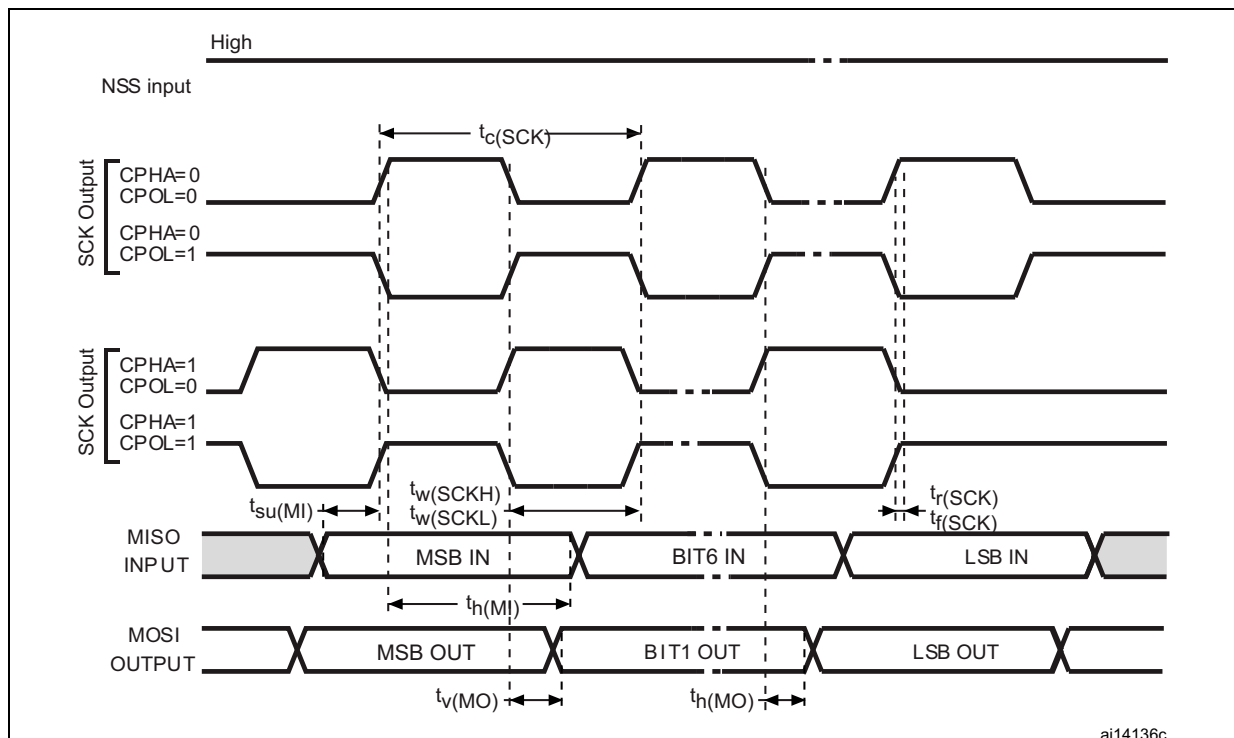 High
NSS input
tc(SCK)
SCK Output
CPHA=0
CPOL=0
CPHA=0
CPOL=1
SCK Output
CPHA=1
CPOL=0
CPHA=1
CPOL=1
tsu(MI)
tw(SCKH)
tw(SCKL)
tr(SCK)
tf(SCK)
MISO
INPUT
MSB IN
BIT6 IN
LSB IN
th(MI)
MOSI
OUTPUT
MSB OUT
BIT1 OUT
LSB OUT
tv(MO)
th(MO)
ai14136c